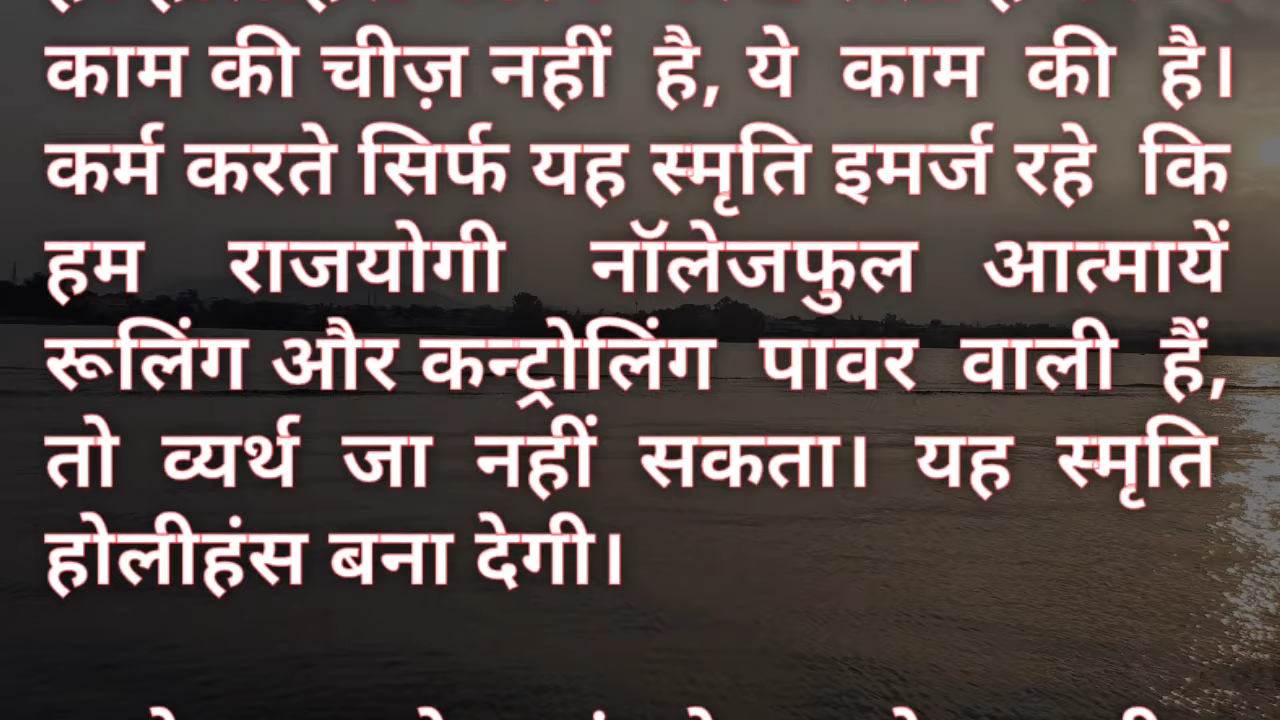 काम की चीज़ नहीं है, ये काम की है।
कर्म करते सिर्फ यह स्मृति इमर्ज रहे कि
हम राजयोगी नॉलेजफुल आत्मायें
रूलिंग और कन्ट्रोलिंग पावर वाली हैं,
तो व्यर्थ जा नहीं सकता। यह स्मृति
होलीहंस बना देगी।